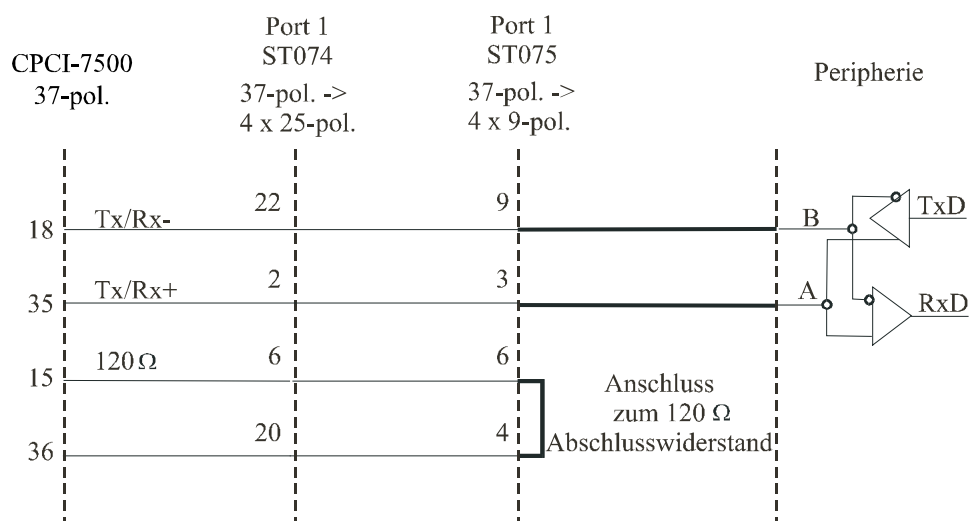 CPCI-7500
37-pol.
Port 1
ST074
37-pol. ->
4 x 25-pol.
Port 1
ST075
37-pol. ->
4 x 9-pol.
Peripherie
18
Tx/Rx-
22
9
B
TxD
35
Tx/Rx+
2
3
A
RxD
15
120 Ω
6
6
36
20
4
Anschluss
zum 120 Ω
Abschlusswiderstand